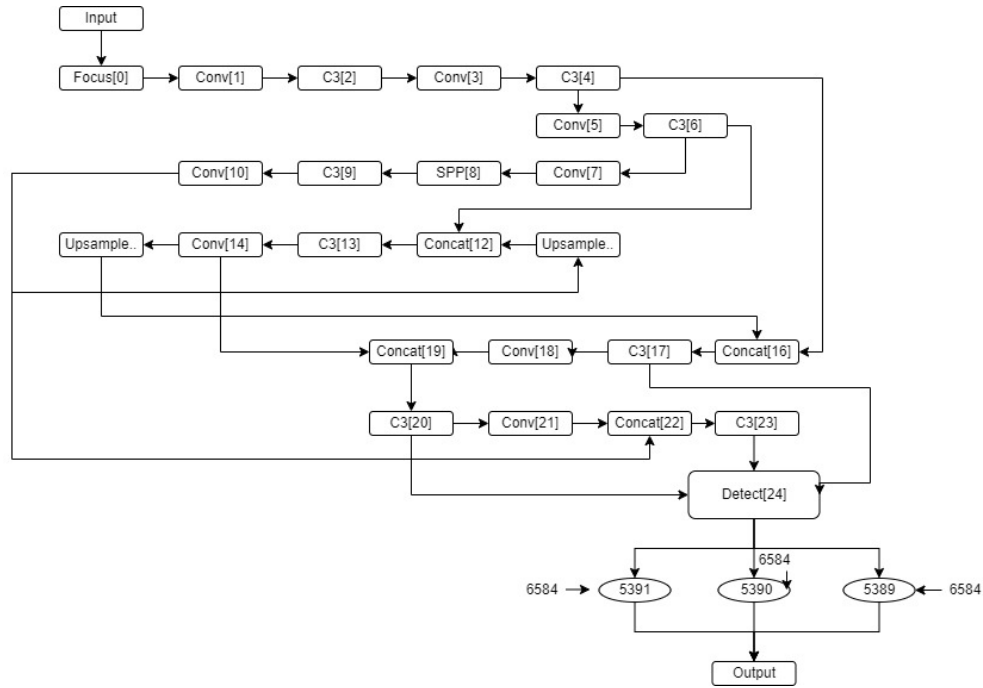 Input
Focus[0] Conv[1] C3[2] Conv[3] C3[4]
Conv[5] C3[6]
Conv[10] C3[9] SPP[8] Conv[7]
Upsample.. Conv[14] C3[13] Concat[12] Upsample..
Concat[19] Conv[18] C3[17] Concat[16]
C3[20] Conv[21] Concat[22] C3[23]
Detect[24]
6584
6584 5391 5390 5389 6584
Output